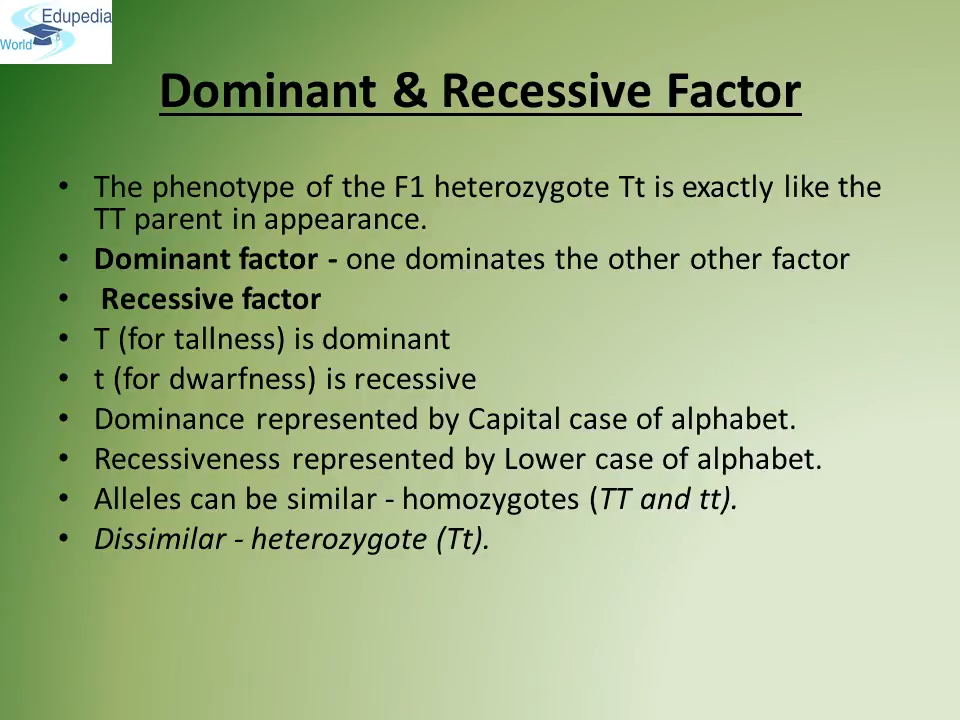 Edupedia
World
Dominant & Recessive Factor
• The phenotype of the F1 heterozygote Tt is exactly like the
TT parent in appearance.
• Dominant factor - one dominates the other other factor
• Recessive factor
• T (for tallness) is dominant
• t (for dwarfness) is recessive
• Dominance represented by Capital case of alphabet.
• Recessiveness represented by Lower case of alphabet.
• Alleles can be similar - homozygotes (TT and tt).
• Dissimilar - heterozygote (Tt).